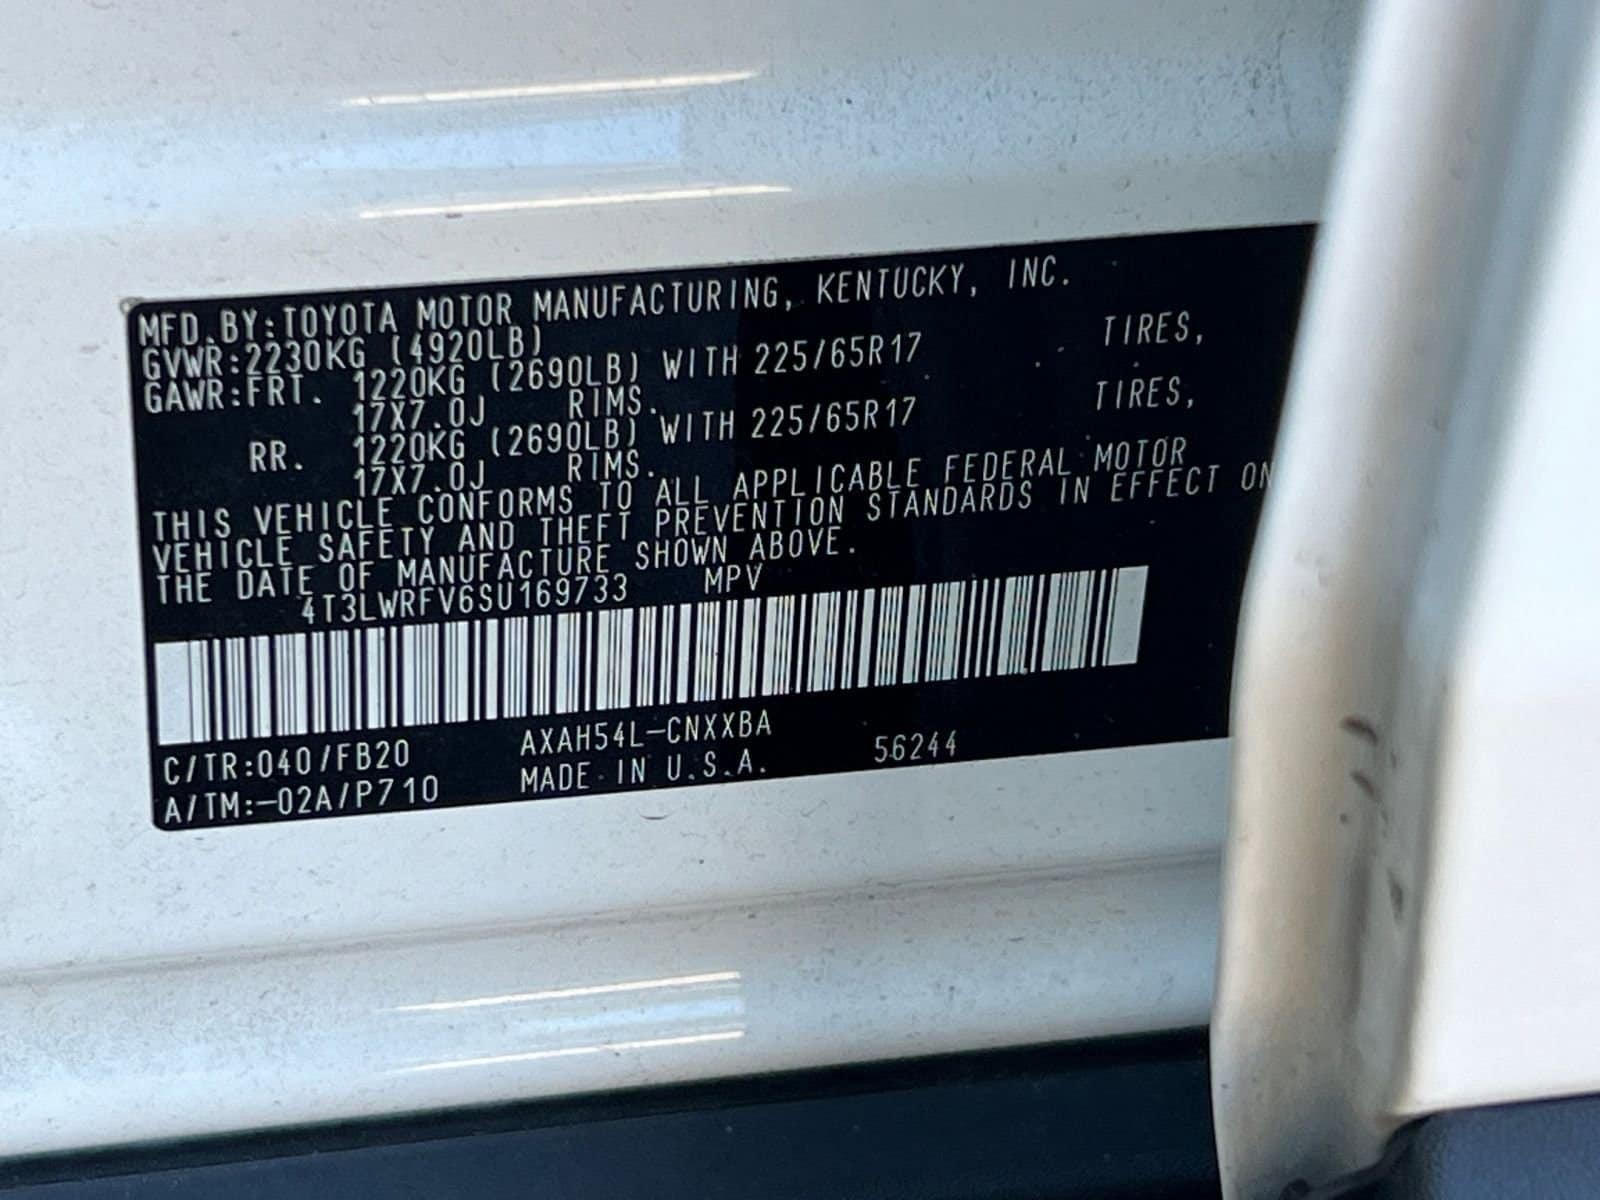 MFD.BY:TOYOTA MOTOR MANUFACTURING, KENTUCKY, INC.
GVWR:2230KG (4920LB)
GAWR:FRT. 1220KG (2690LB) WITH 225/65R17 TIRES,
17X7.0J RIMS.
RR. 1220KG (2690LB) WITH 225/65R17 TIRES,
17X7.0J RIMS.
THIS VEHICLE CONFORMS TO ALL APPLICABLE FEDERAL MOTOR
VEHICLE SAFETY AND THEFT PREVENTION STANDARDS IN EFFECT ON
THE DATE OF MANUFACTURE SHOWN ABOVE.
4T3LWRFV6SU169733 MPV
C/TR:040/FB20 AXAH54L-CNXXBA
A/TM:-02A/P710 MADE IN U.S.A. 56244